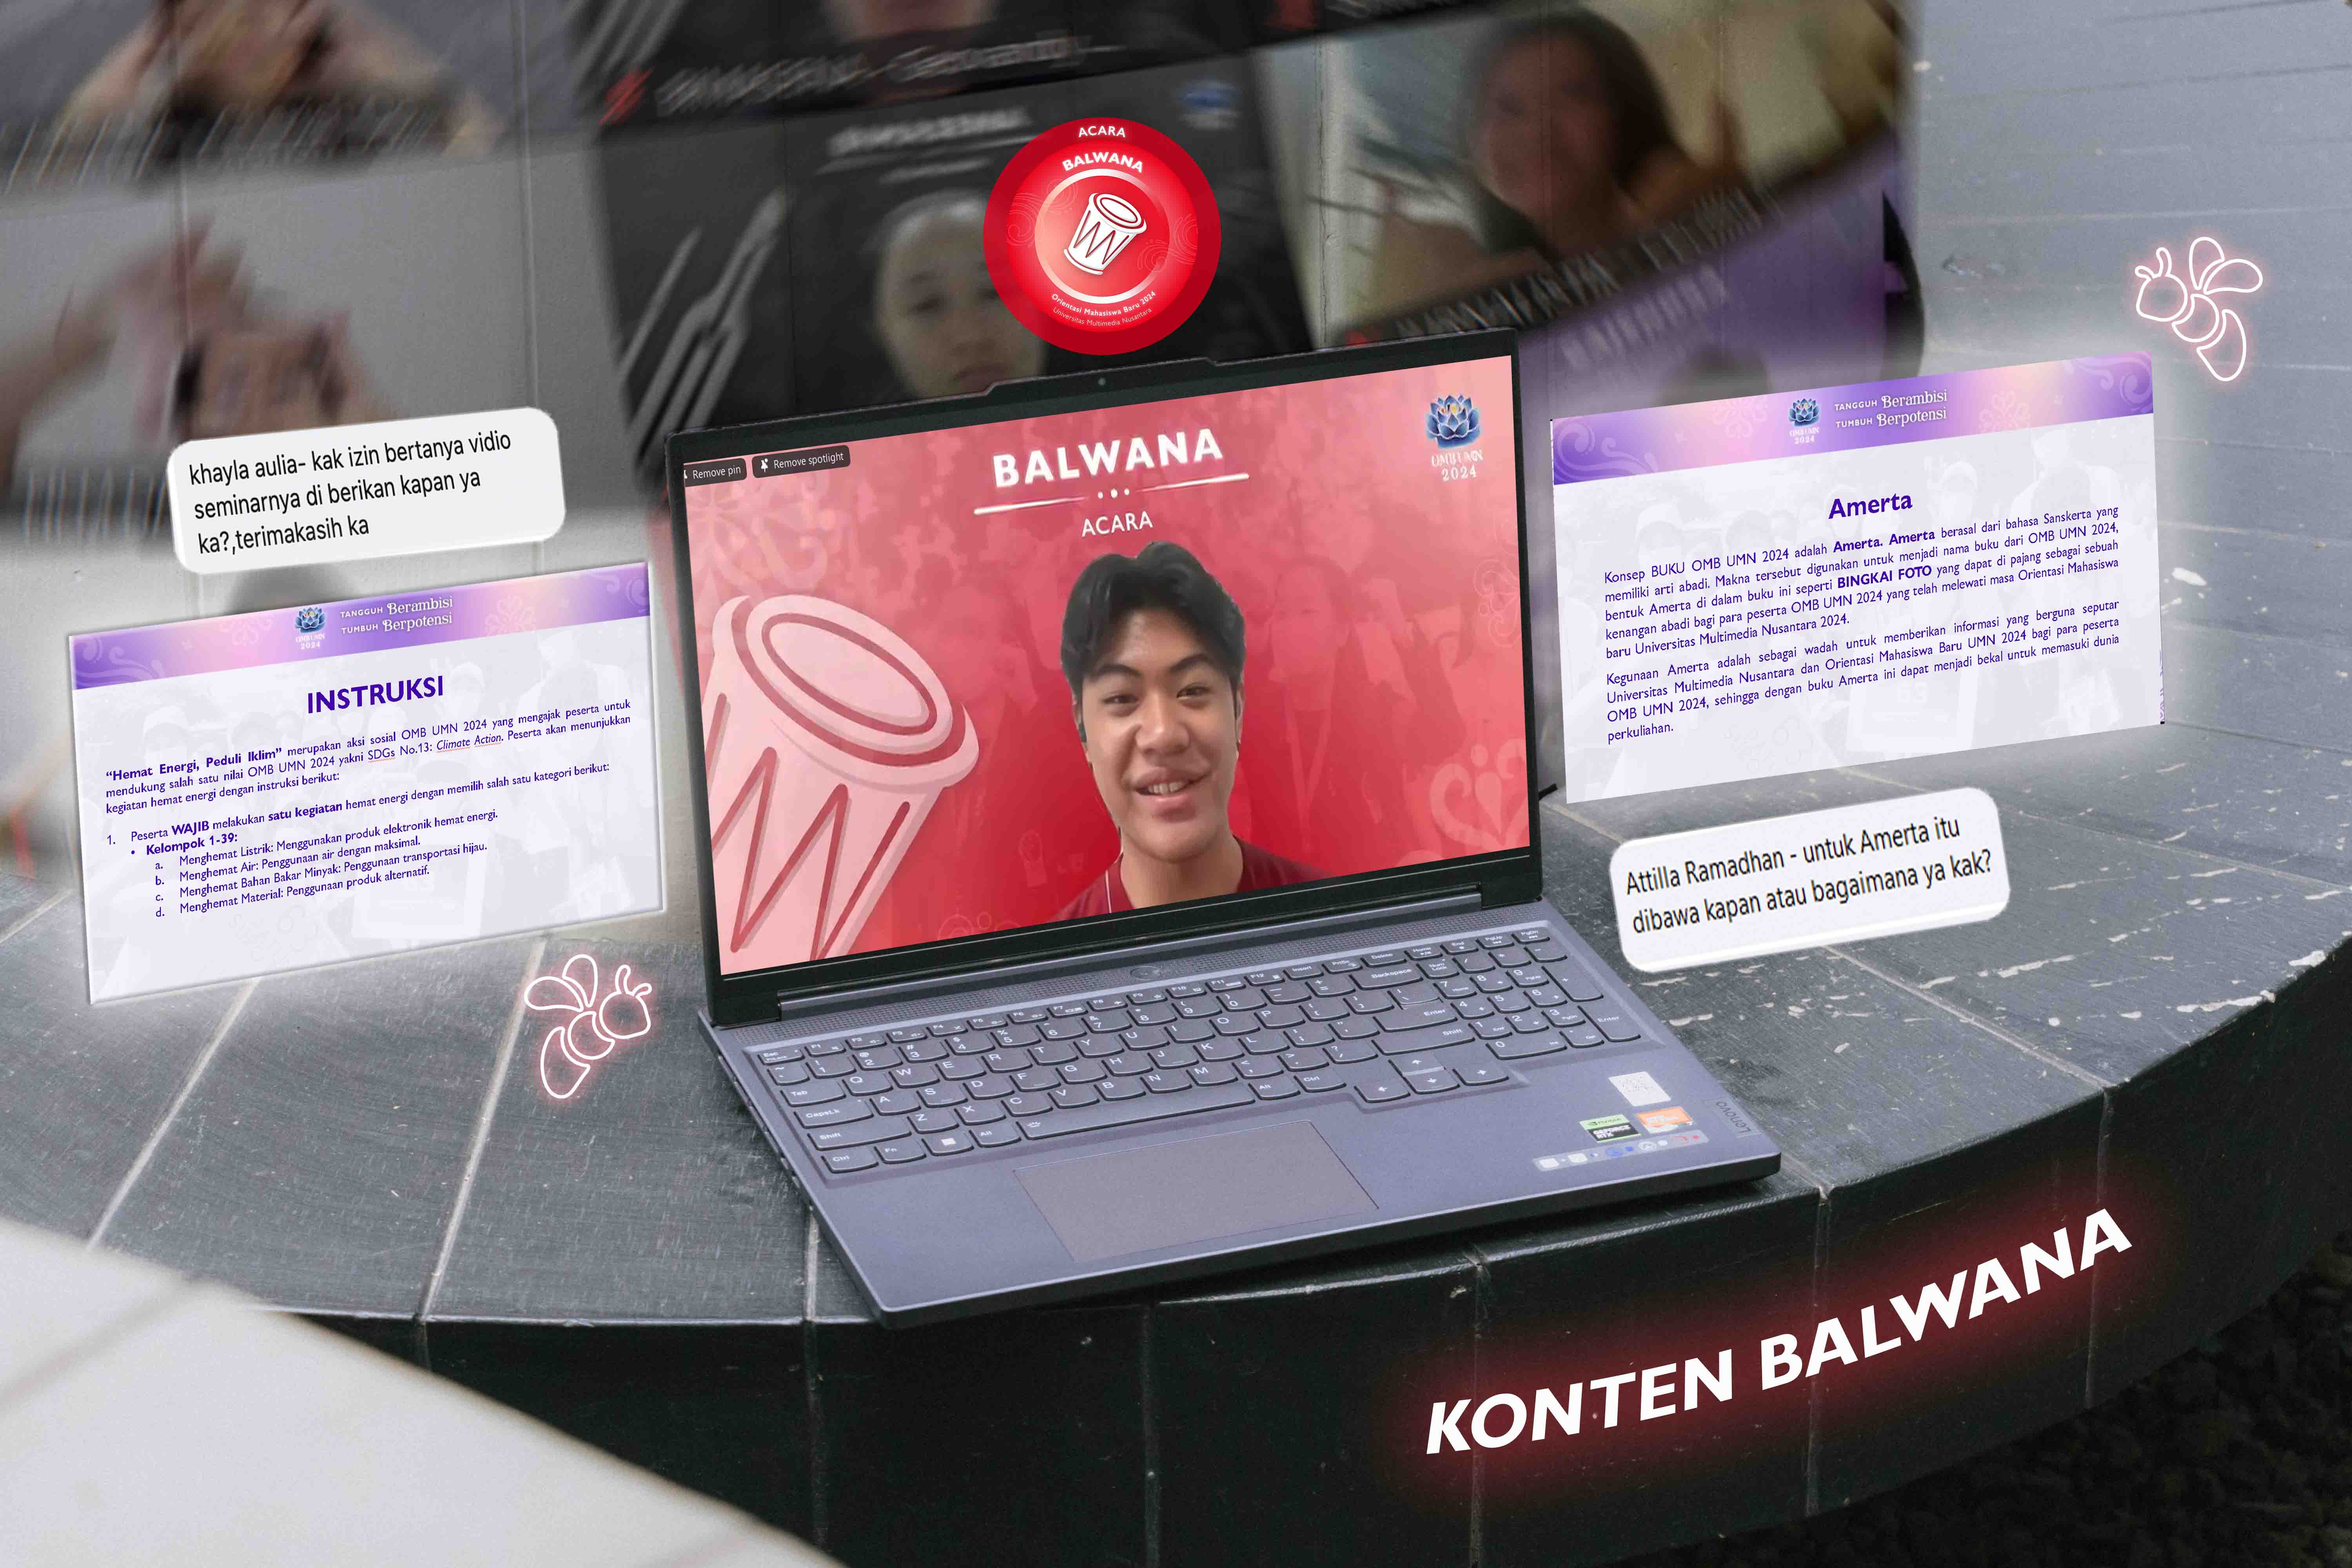 ACARA
BALWANA
Orientasi Mahasiswa Baru 2024
Universitas Multimedia Nusantara
khayla aulia- kak izin bertanya vidio
seminarnya di berikan kapan ya
ka?,terimakasih ka
OMB UMN
2024
TANGGUH Berambisi
TUMBUH Berpotensi
INSTRUKSI
“Hemat Energi, Peduli Iklim” merupakan aksi sosial OMB UMN 2024 yang mengajak peserta untuk
mendukung salah satu nilai OMB UMN 2024 yakni SDGs No.13: Climate Action. Peserta akan menunjukkan
kegiatan hemat energi dengan instruksi berikut:
1. Peserta WAJIB melakukan satu kegiatan hemat energi dengan memilih salah satu kategori berikut:
• Kelompok 1-39:
a. Menghemat Listrik: Menggunakan produk elektronik hemat energi.
b. Menghemat Air: Penggunaan air dengan maksimal.
c. Menghemat Bahan Bakar Minyak: Penggunaan transportasi hijau.
d. Menghemat Material: Penggunaan produk alternatif.
Remove pin
Remove spotlight
BALWANA
ACARA
OMB UMN
2024
OMB UMN
2024
TANGGUH Berambisi
TUMBUH Berpotensi
Amerta
Konsep BUKU OMB UMN 2024 adalah Amerta. Amerta berasal dari bahasa Sanskerta yang
memiliki arti abadi. Makna tersebut digunakan untuk menjadi nama buku dari OMB UMN 2024,
bentuk Amerta di dalam buku ini seperti BINGKAI FOTO yang dapat di pajang sebagai sebuah
kenangan abadi bagi para peserta OMB UMN 2024 yang telah melewati masa Orientasi Mahasiswa
baru Universitas Multimedia Nusantara 2024.
Kegunaan Amerta adalah sebagai wadah untuk memberikan informasi yang berguna seputar
Universitas Multimedia Nusantara dan Orientasi Mahasiswa Baru UMN 2024 bagi para peserta
OMB UMN 2024, sehingga dengan buku Amerta ini dapat menjadi bekal untuk memasuki dunia
perkuliahan.
Attilla Ramadhan - untuk Amerta itu
dibawa kapan atau bagaimana ya kak?
Lenovo
GEFORCE
RTX
KONTEN BALWANA